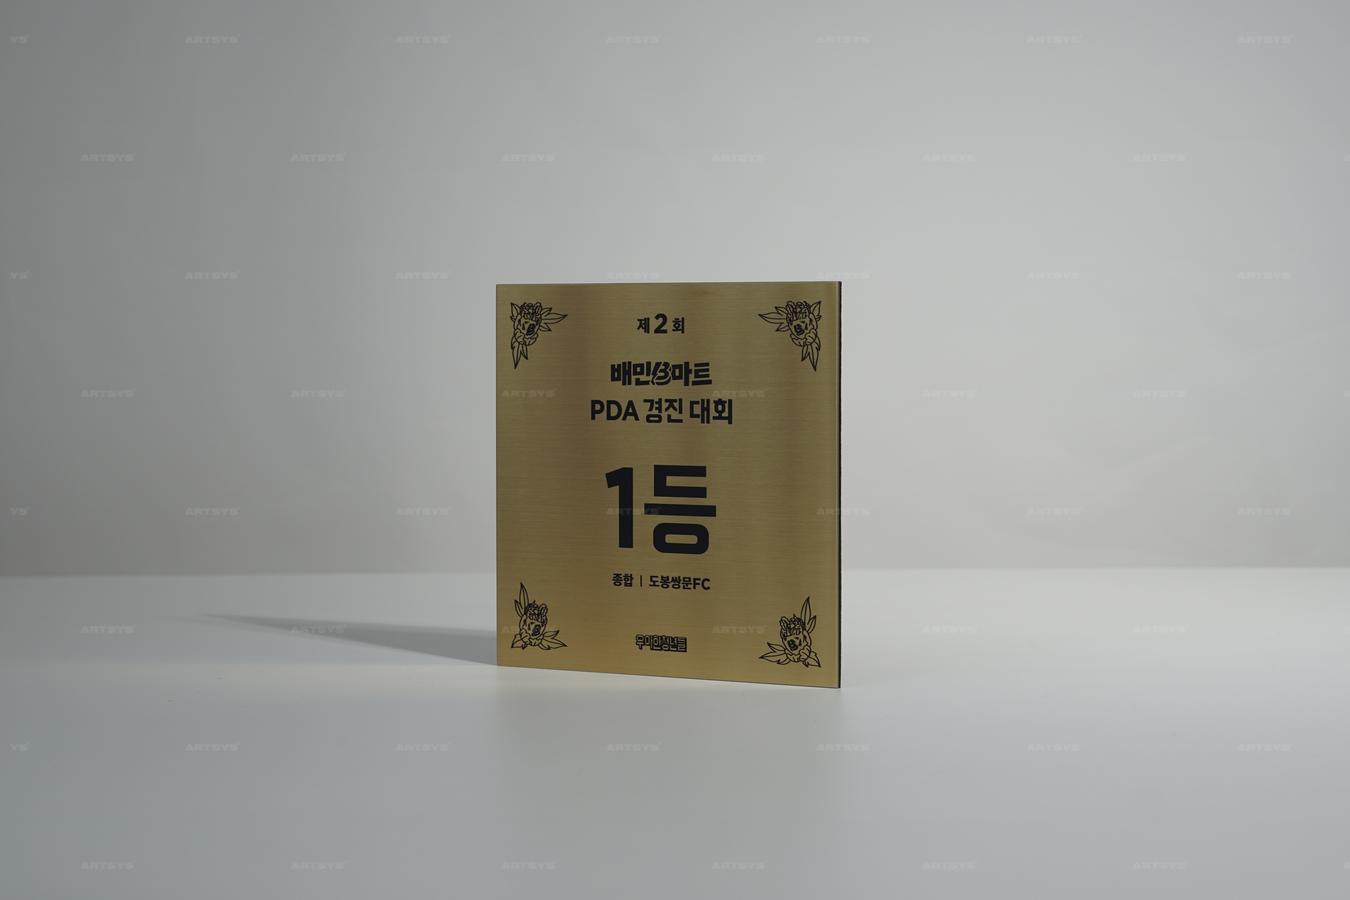 제2회
배민B마트
PDA 경진 대회
1등
종합 | 도봉쌍문FC
우아한청년들
ARTSYS